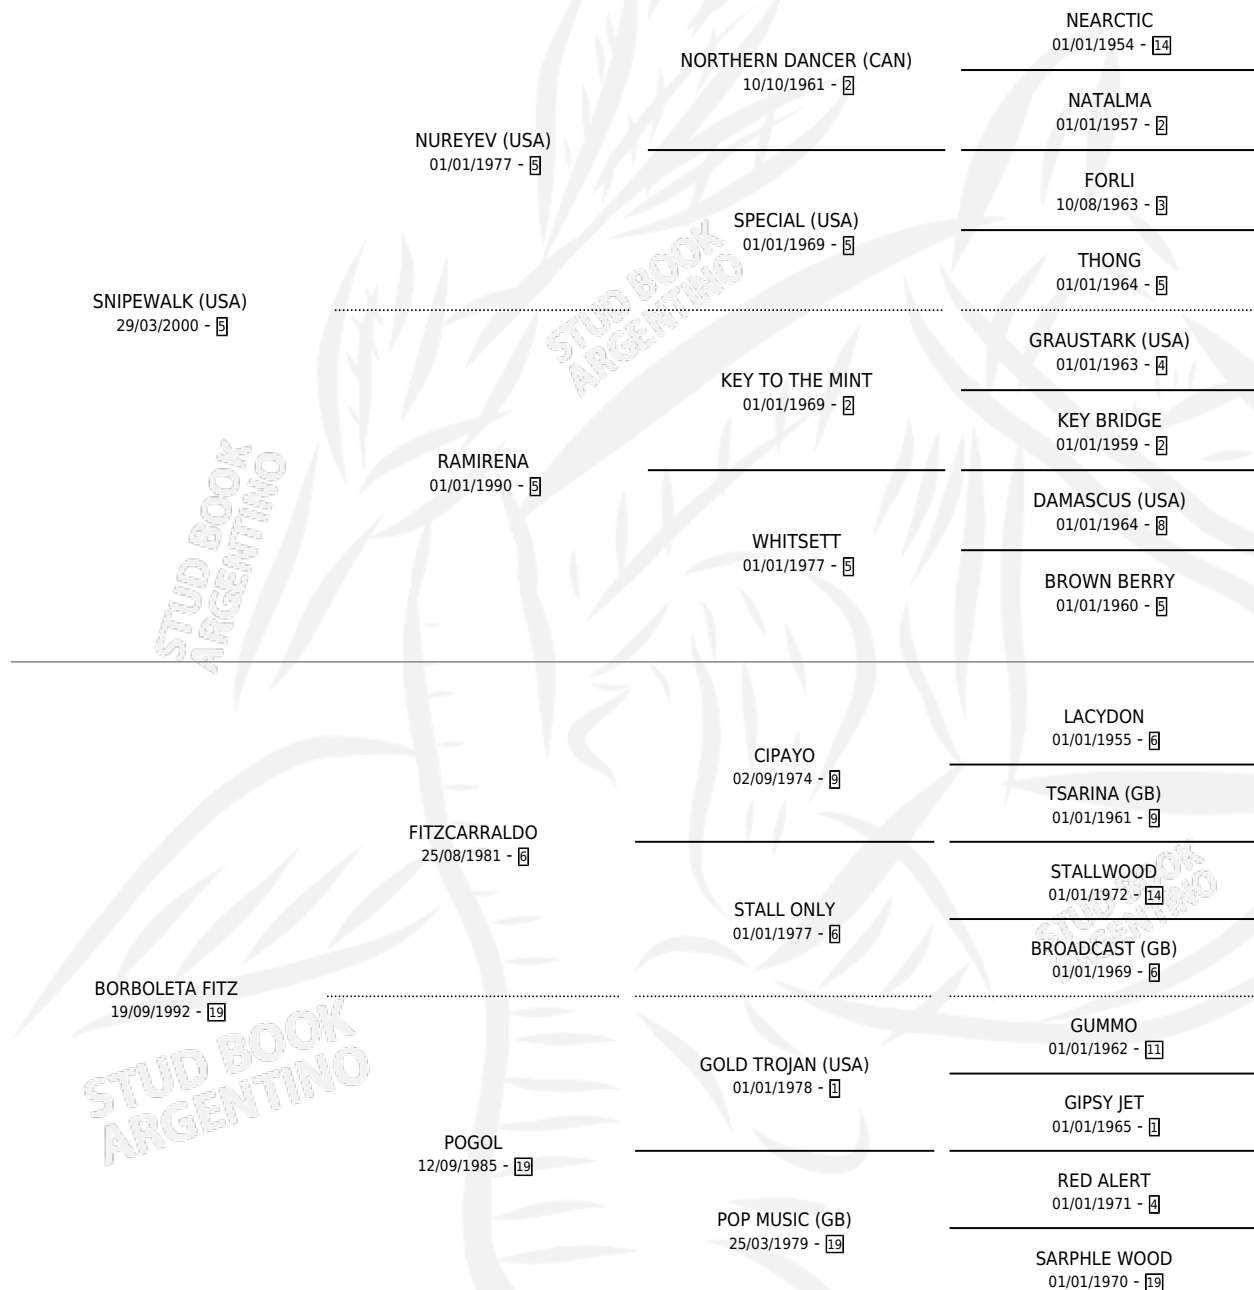 NEARCTIC
01/01/1954 - 14
NORTHERN DANCER (CAN)
10/10/1961 - 2
NATALMA
01/01/1957 - 2
NUREYEV (USA)
01/01/1977 - 5
FORLI
10/08/1963 - 3
SPECIAL (USA)
01/01/1969 - 5
THONG
01/01/1964 - 5
SNIPEWALK (USA)
29/03/2000 - 5
GRAUSTARK (USA)
01/01/1963 - 4
KEY TO THE MINT
01/01/1969 - 2
KEY BRIDGE
01/01/1959 - 2
RAMIRENA
01/01/1990 - 5
DAMASCUS (USA)
01/01/1964 - 8
WHITSETT
01/01/1977 - 5
BROWN BERRY
01/01/1960 - 5
LACYDON
01/01/1955 - 6
CIPAYO
02/09/1974 - 9
TSARINA (GB)
01/01/1961 - 9
FITZCARRALDO
25/08/1981 - 6
STALLWOOD
01/01/1972 - 14
STALL ONLY
01/01/1977 - 6
BROADCAST (GB)
01/01/1969 - 6
BORBOLETA FITZ
19/09/1992 - 19
GUMMO
01/01/1962 - 11
GOLD TROJAN (USA)
01/01/1978 - 1
GIPSY JET
01/01/1965 - 1
POGOL
12/09/1985 - 19
RED ALERT
01/01/1971 - 4
POP MUSIC (GB)
25/03/1979 - 19
SARPHLE WOOD
01/01/1970 - 19
STUD BOOK
ARGENTINO
STUD BOOK
ARGENTINO
STUD BOOK
ARGENTINO
STUD BOOK
ARGENTINO